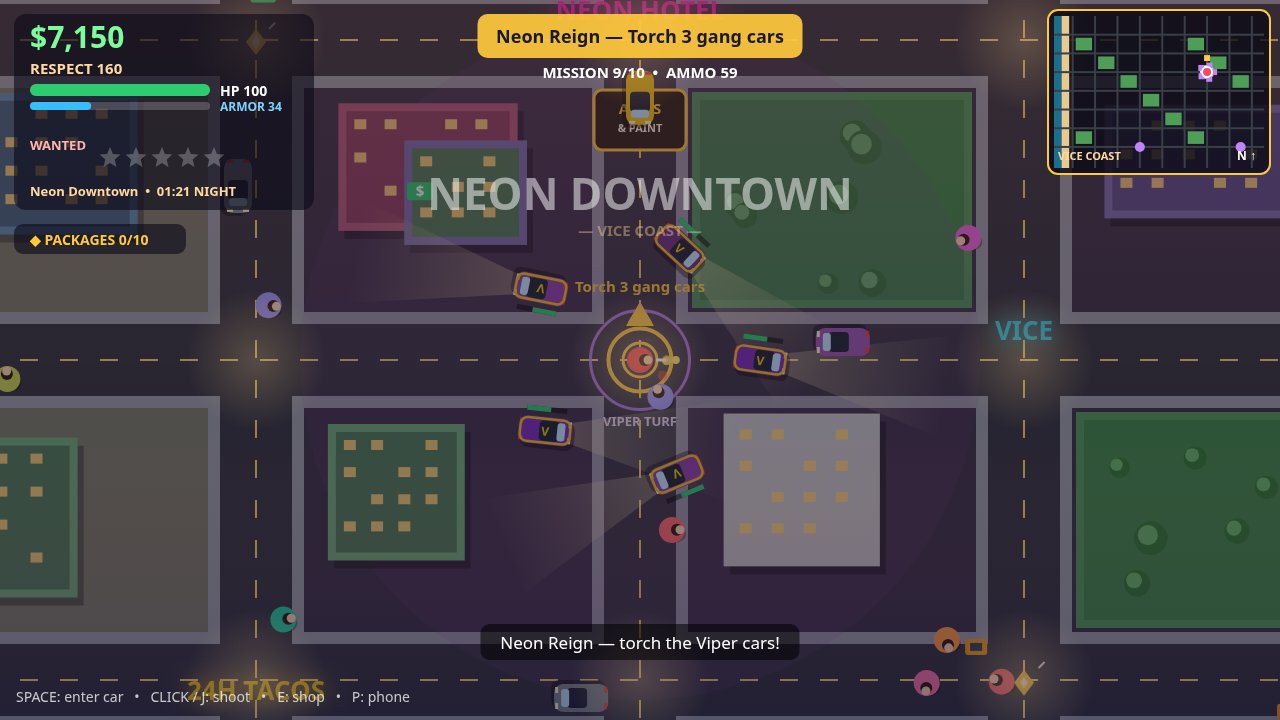 NEON HOTEL
$7,150
RESPECT 160
HP 100
ARMOR 34
WANTED
Neon Downtown • 01:21 NIGHT
◆ PACKAGES 0/10
Neon Reign — Torch 3 gang cars
MISSION 9/10 • AMMO 59
& PAINT
VICE COAST
N ↑
$
NEON DOWNTOWN
— VICE COAST —
Torch 3 gang cars
V
V
V
V
V
VICE
VIPER TURF
Neon Reign — torch the Viper cars!
24H TACOS
SPACE: enter car • CLICK / J: shoot • E: shop • P: phone